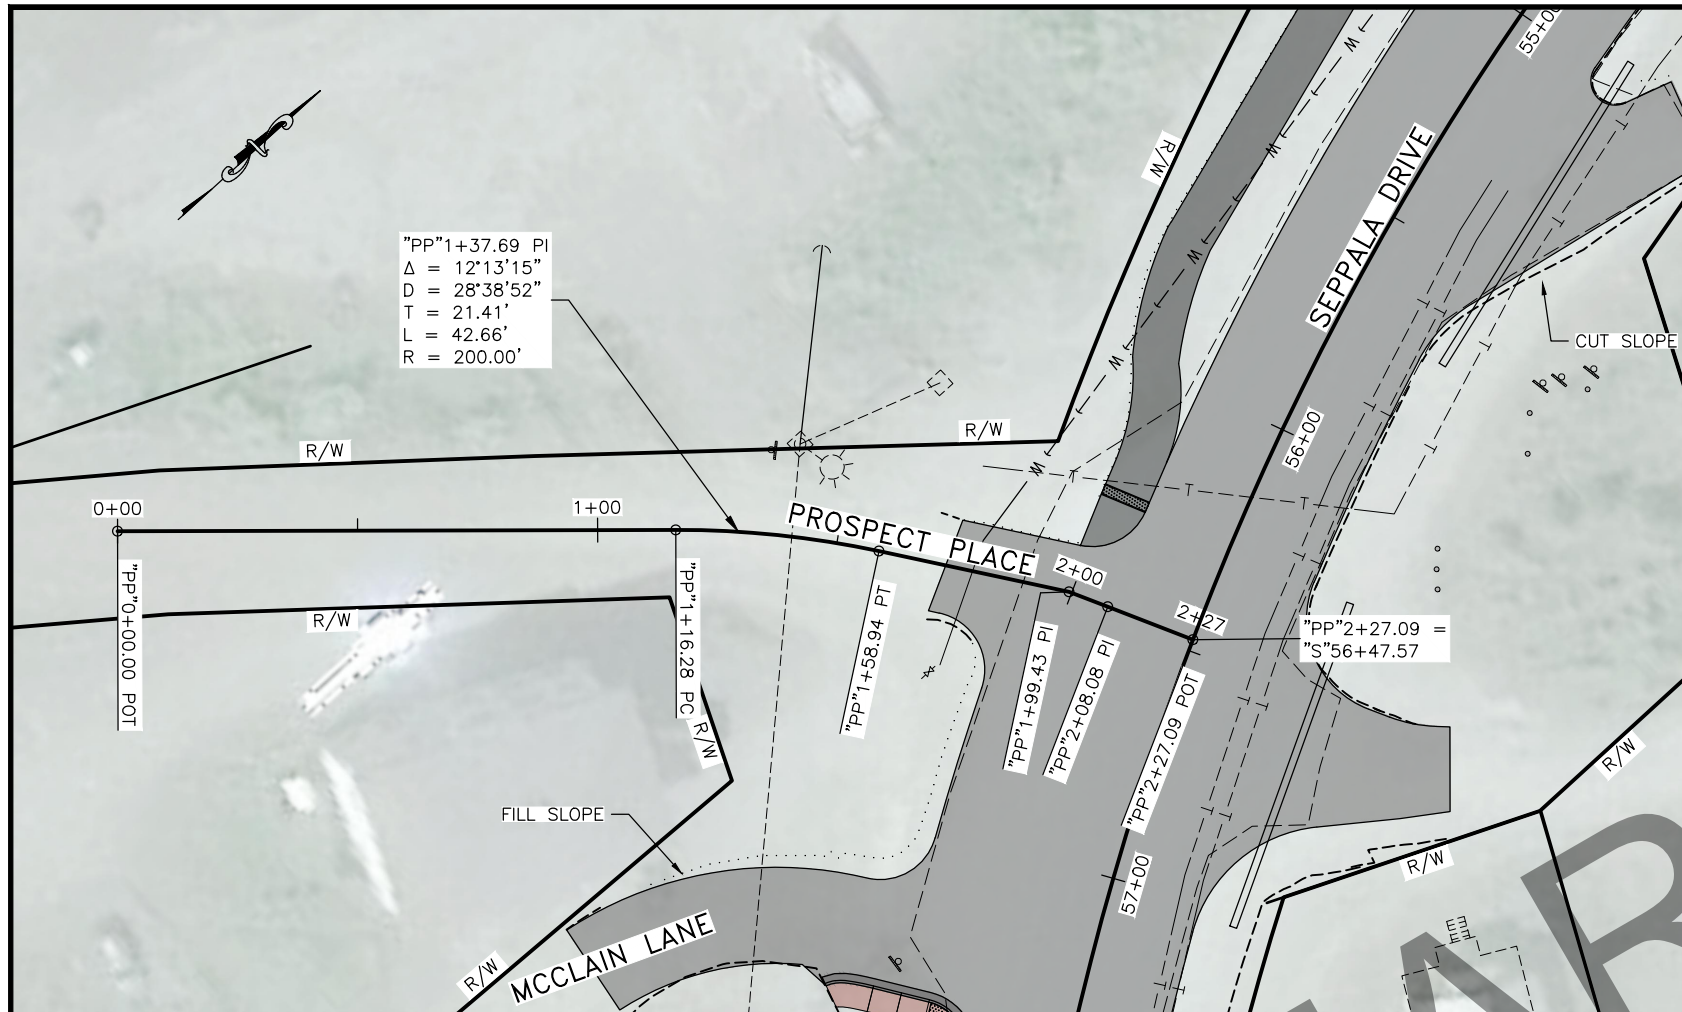 55+00
R/W
SEPPALA DRIVE
"PP"1+37.69 PI
Δ = 12°13'15"
D = 28°38'52"
T = 21.41'
L = 42.66'
R = 200.00'
CUT SLOPE
W
W
W
W
W
R/W
R/W
56+00
0+00
1+00
PROSPECT PLACE
2+00
2+27
"PP"2+27.09 =
"S"56+47.57
R/W
"PP"0+00.00 POT
"PP"1+16.28 PC
"PP"1+58.94 PT
"PP"1+99.43 PI
"PP"2+08.08 PI
"PP"2+27.09 POT
R/W
R/W
FILL SLOPE
57+00
R/W
MCCLAIN LANE
R/W
AR